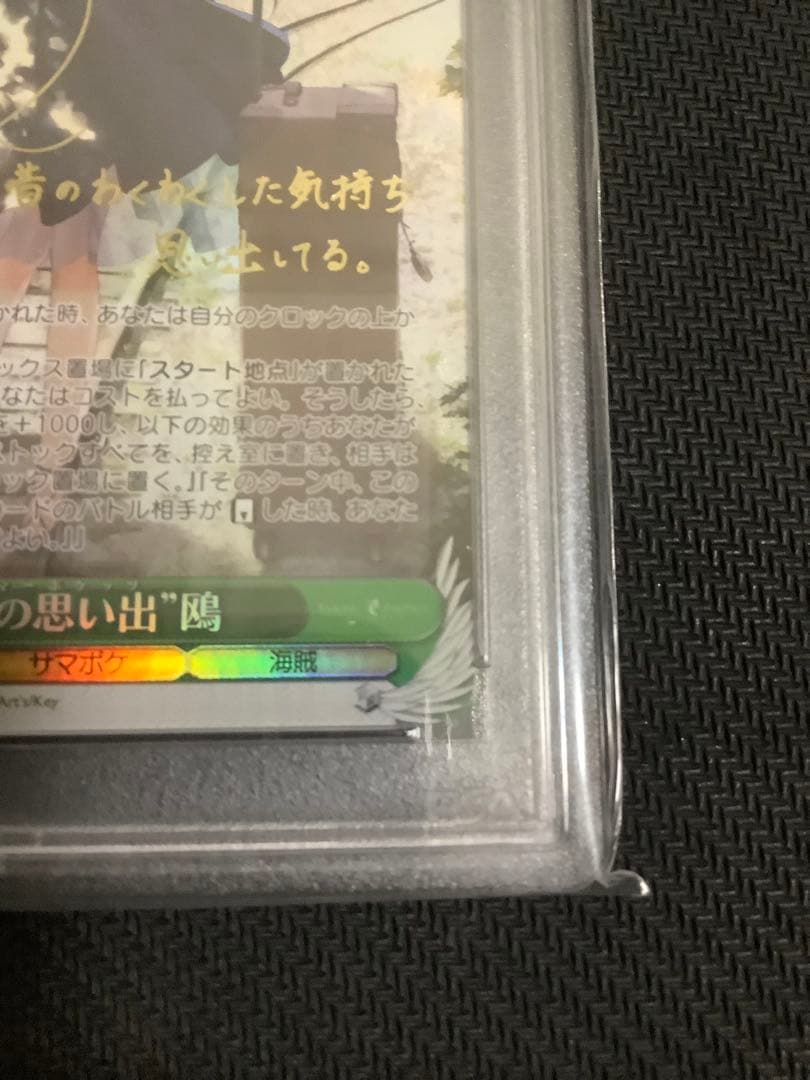 昔のわくわくした気持ち
思い出してる。
かれた時、あなたは自分のクロックの上か
ックス置場に「スタート地点」が置かれた
なたはコストを払ってよい。そうしたら
を+1000し、以下の効果のうちあなたが
ストックすべてを、控え室に置き、相手は
ック置場に置く。』『そのターン中、この
カードのバトル相手が した時、あなた
よい。』』
の思い出”鴎
サマポケ 海賊
Art's/Key